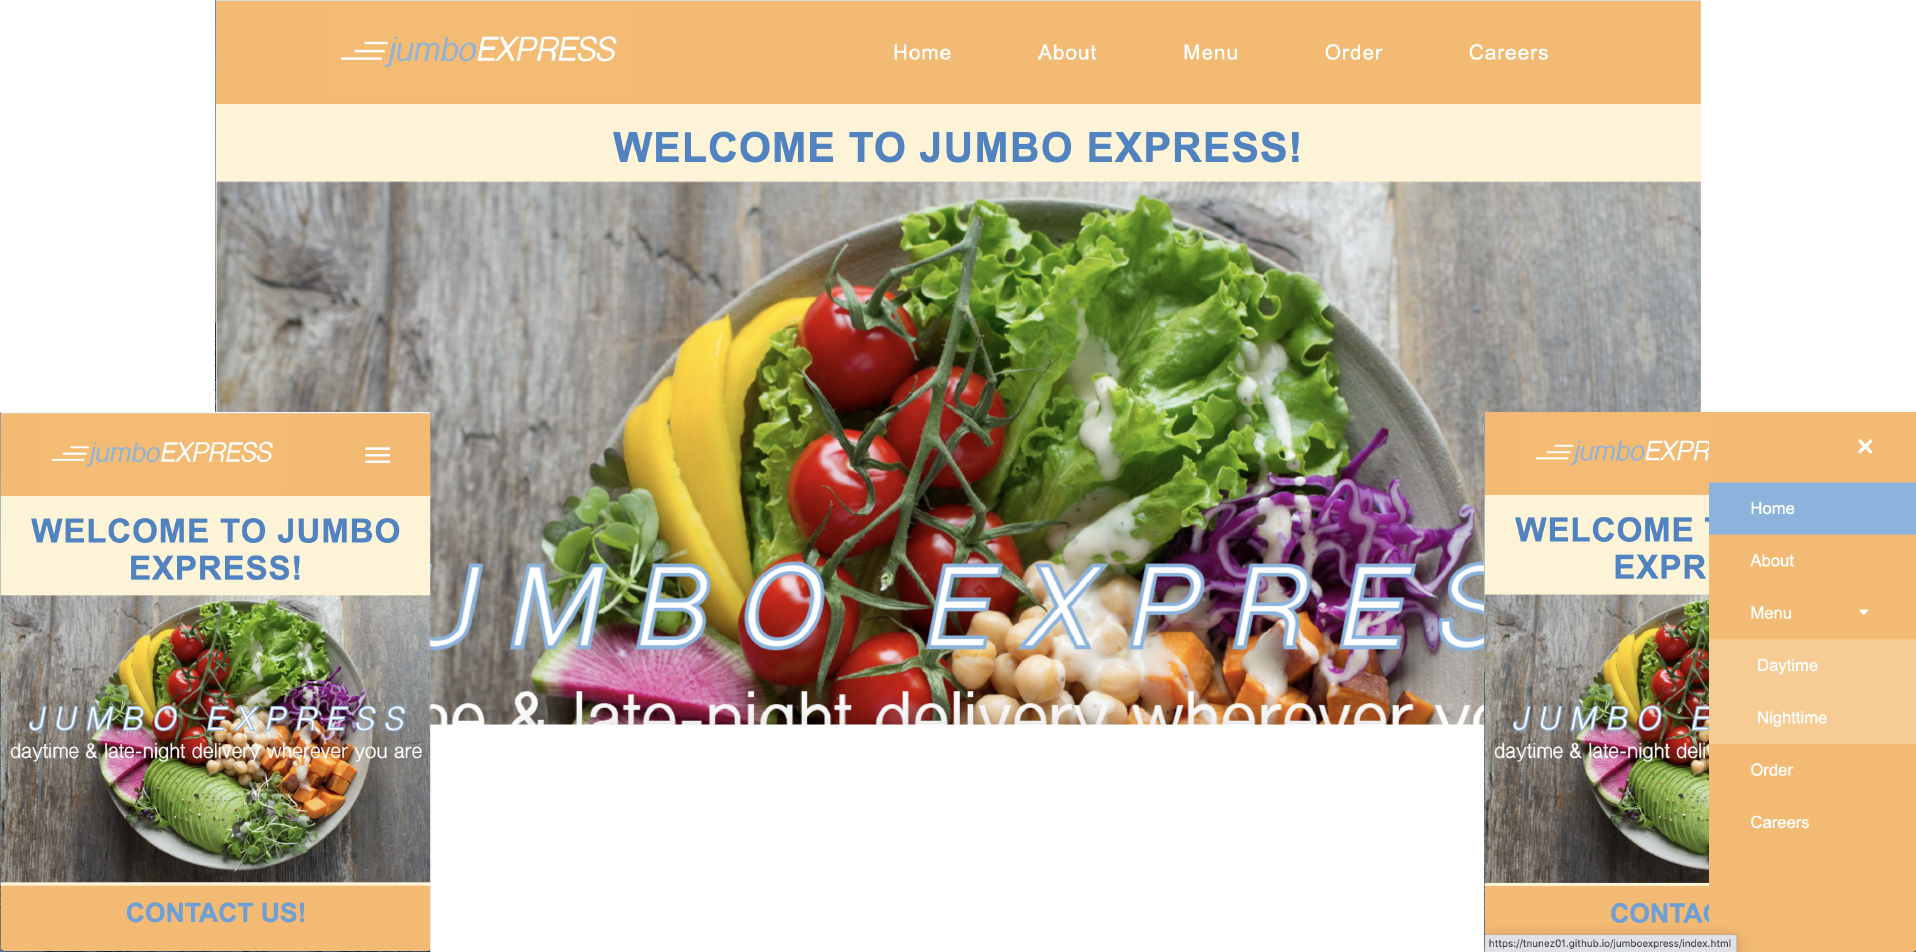 jumboEXPRESS
Home About Menu Order Careers
WELCOME TO JUMBO EXPRESS!
JUMBO EXPRES
& late-night delivery wherever
jumboEXPRESS
WELCOME TO JUMBO
EXPRESS!
JUMBO EXPRESS
daytime & late-night delivery wherever you are
CONTACT US!
jumboEXPR
WELCOME
EXPR
JUMBO E
daytime & late-night deli
CONTAC
Home
About
Menu
Daytime
Nighttime
Order
Careers
https://tnunez01.github.io/jumboexpress/index.html